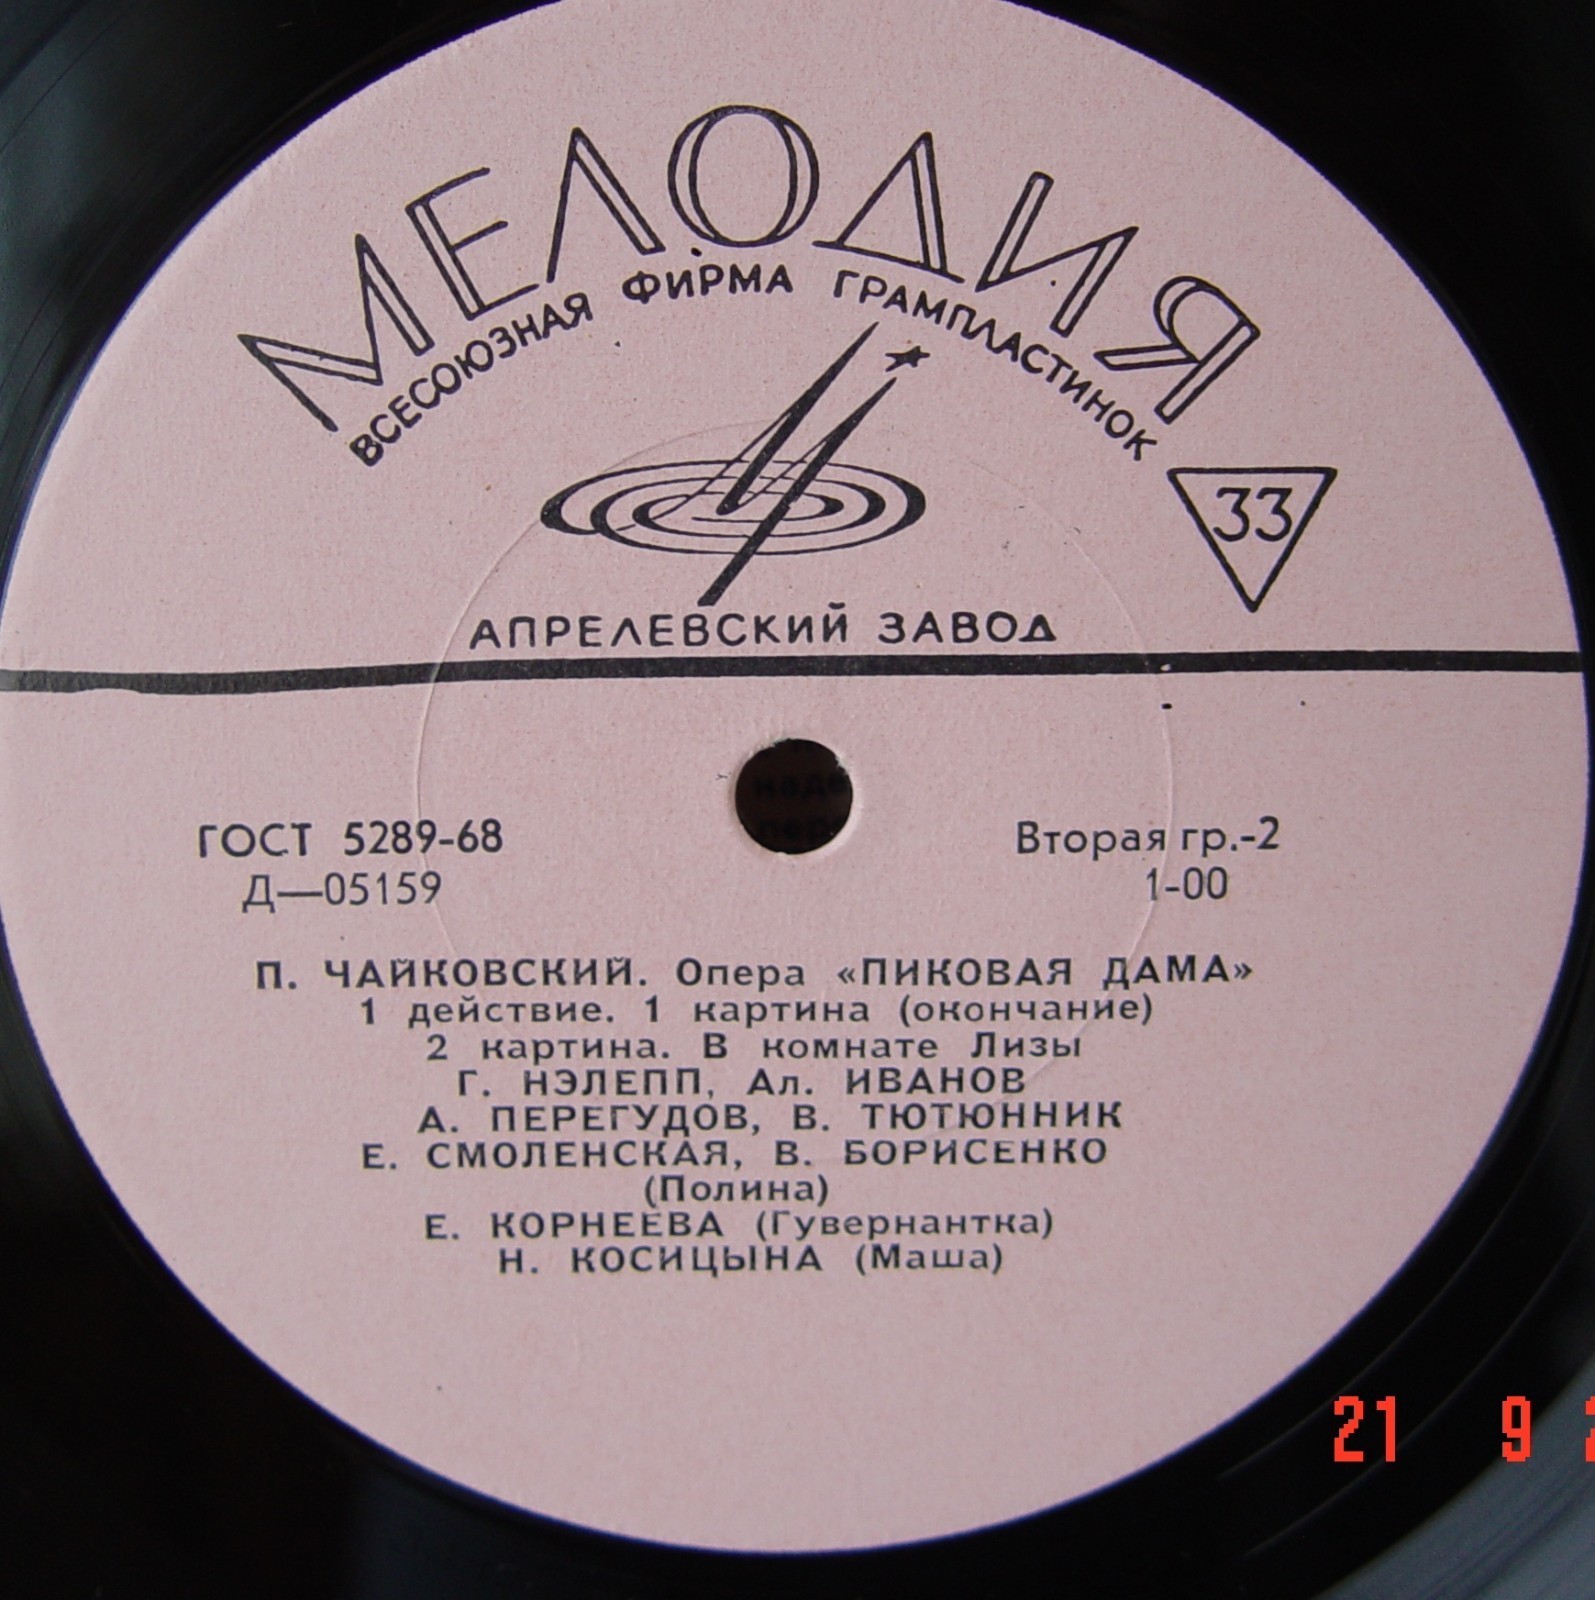 МЕЛОДИЯ
ВСЕСОЮЗНАЯ ФИРМА ГРАМПЛАСТИНОК
33
АПРЕЛЕВСКИЙ ЗАВОД
ГОСТ 5289-68
Вторая гр.-2
Д—05159
1-00
П. ЧАЙКОВСКИЙ. Опера «ПИКОВАЯ ДАМА»
1 действие. 1 картина (окончание)
2 картина. В комнате Лизы
Г. НЭЛЕПП, Ал. ИВАНОВ
А. ПЕРЕГУДОВ, В. ТЮТЮННИК
Е. СМОЛЕНСКАЯ, В. БОРИСЕНКО
(Полина)
Е. КОРНЕЕВА (Гувернантка)
Н. КОСИЦЫНА (Маша)
21 9